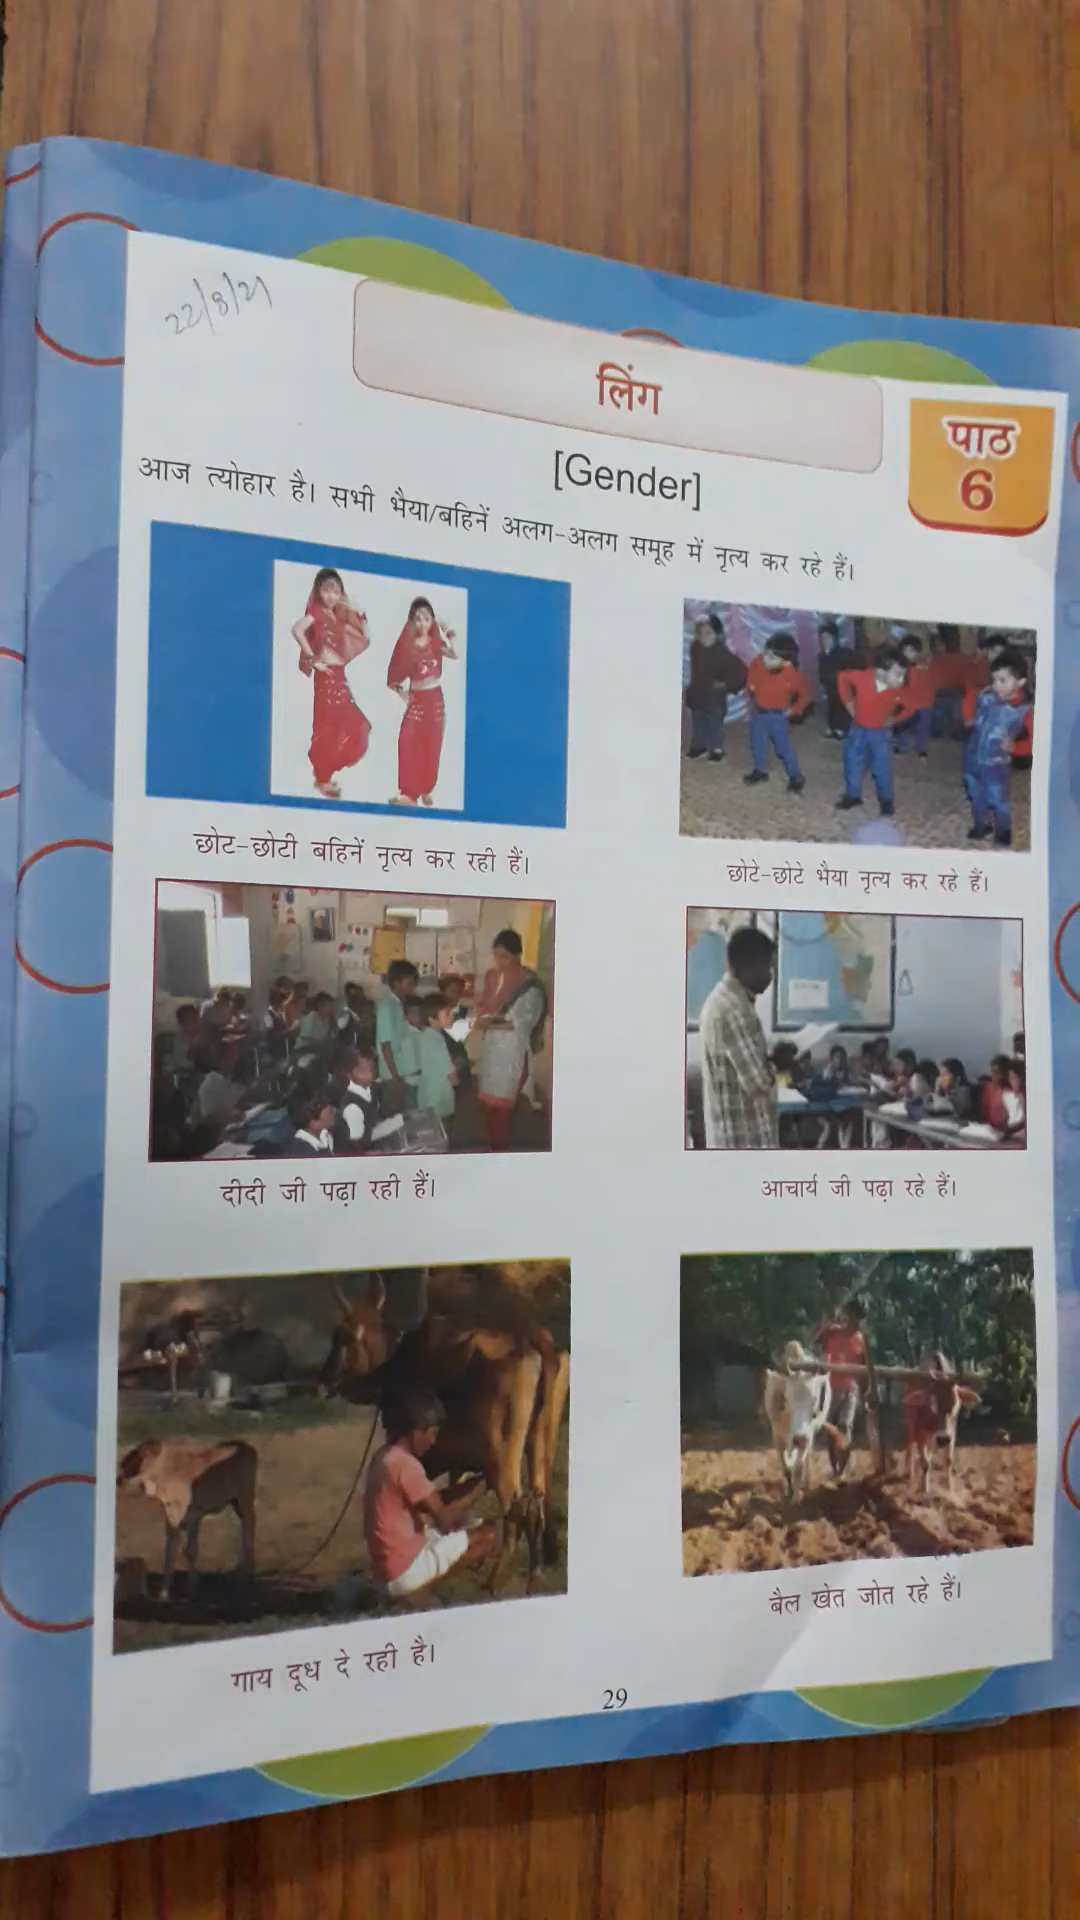 22/8/21
लिंग
पाठ
6
[Gender]
आज त्योहार है। सभी भैया/बहिनें अलग-अलग समूह में नृत्य कर रहे हैं।
छोट-छोटी बहिनें नृत्य कर रही हैं।
छोटे-छोटे भैया नृत्य कर रहे हैं।
दीदी जी पढ़ा रही हैं।
आचार्य जी पढ़ा रहे हैं।
गाय दूध दे रही है।
बैल खेत जोत रहे हैं।
29